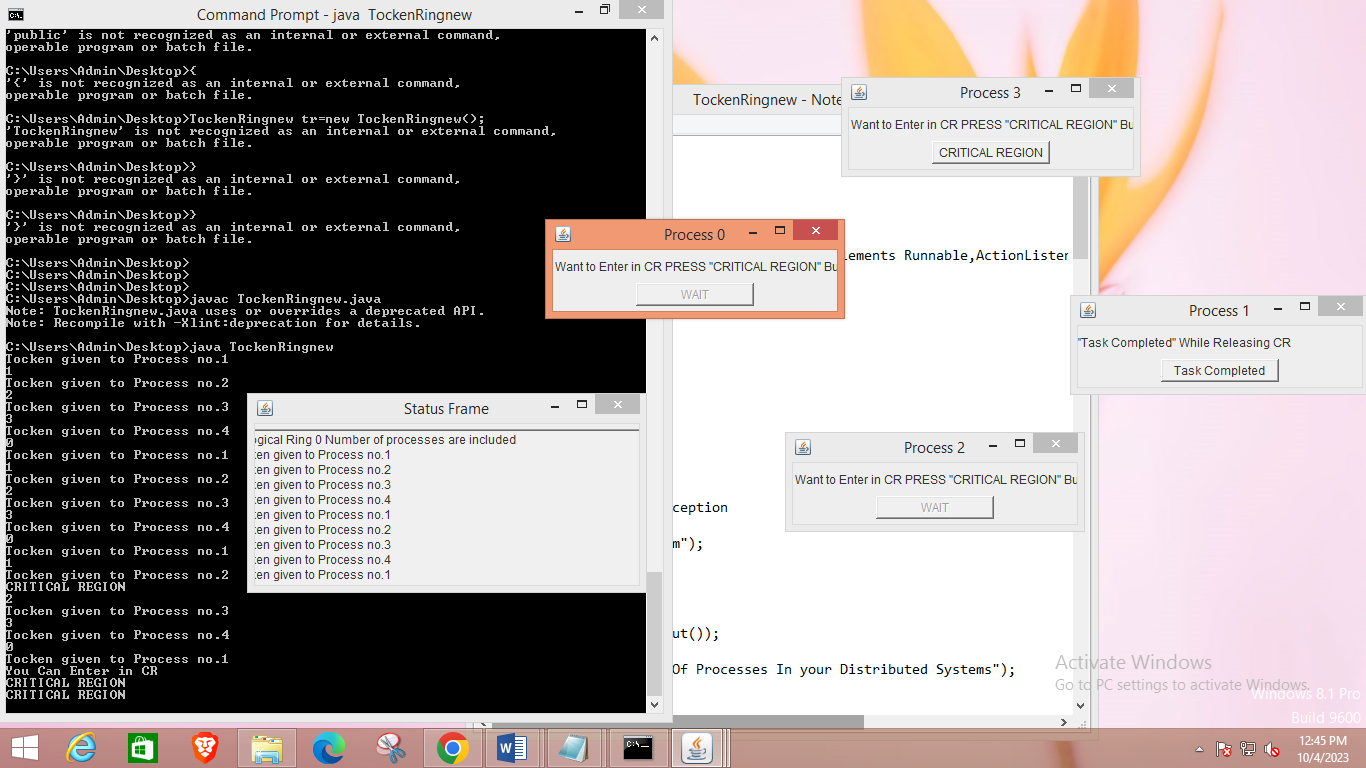 Command Prompt - java  TockenRingnew
'public' is not recognized as an internal or external command,
operable program or batch file.
C:\Users\Admin\Desktop>{
'{' is not recognized as an internal or external command,
operable program or batch file.
C:\Users\Admin\Desktop>TockenRingnew tr=new TockenRingnew();
'TockenRingnew' is not recognized as an internal or external command,
operable program or batch file.
C:\Users\Admin\Desktop>}
'}' is not recognized as an internal or external command,
operable program or batch file.
C:\Users\Admin\Desktop>}
'}' is not recognized as an internal or external command,
operable program or batch file.
C:\Users\Admin\Desktop>
C:\Users\Admin\Desktop>
C:\Users\Admin\Desktop>
C:\Users\Admin\Desktop>javac TockenRingnew.java
Note: TockenRingnew.java uses or overrides a deprecated API.
Note: Recompile with -Xlint:deprecation for details.
C:\Users\Admin\Desktop>java TockenRingnew
Tocken given to Process no.1
1
Tocken given to Process no.2
2
Tocken given to Process no.3
3
Tocken given to Process no.4
0
Tocken given to Process no.1
1
Tocken given to Process no.2
2
Tocken given to Process no.3
3
Tocken given to Process no.4
0
Tocken given to Process no.1
1
Tocken given to Process no.2
CRITICAL REGION
2
Tocken given to Process no.3
3
Tocken given to Process no.4
0
Tocken given to Process no.1
You Can Enter in CR
CRITICAL REGION
CRITICAL REGION
Status Frame
ogical Ring 0 Number of processes are included
ken given to Process no.1
ken given to Process no.2
ken given to Process no.3
ken given to Process no.4
ken given to Process no.1
ken given to Process no.2
ken given to Process no.3
ken given to Process no.4
ken given to Process no.1
TockenRingnew - Note
Process 3
Want to Enter in CR PRESS "CRITICAL REGION" Bu
CRITICAL REGION
Process 0
Want to Enter in CR PRESS "CRITICAL REGION" Bu
WAIT
lements Runnable,ActionListen
Process 1
"Task Completed" While Releasing CR
Task Completed
Process 2
Want to Enter in CR PRESS "CRITICAL REGION" Bu
WAIT
ception
m");
ut());
Of Processes In your Distributed Systems");
Activate Windows
Go to PC settings to activate Windows.
Windows 8.1 Pro
Build 9600
12:45 PM
10/4/2023